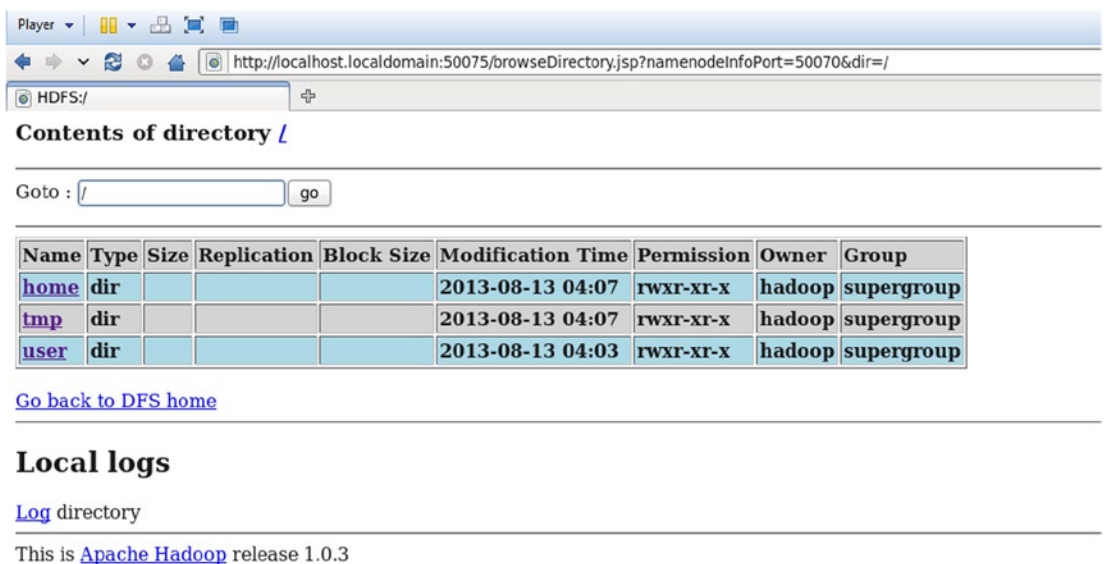 Player
http://localhost.localdomain:50075/browseDirectory.jsp?namenodeInfoPort=50070&dir=/
HDFS:/
Contents of directory /
Goto : / go
Name Type Size Replication Block Size Modification Time Permission Owner Group
home dir 2013-08-13 04:07 rwxr-xr-x hadoop supergroup
tmp dir 2013-08-13 04:07 rwxr-xr-x hadoop supergroup
user dir 2013-08-13 04:03 rwxr-xr-x hadoop supergroup
Go back to DFS home
Local logs
Log directory
This is Apache Hadoop release 1.0.3